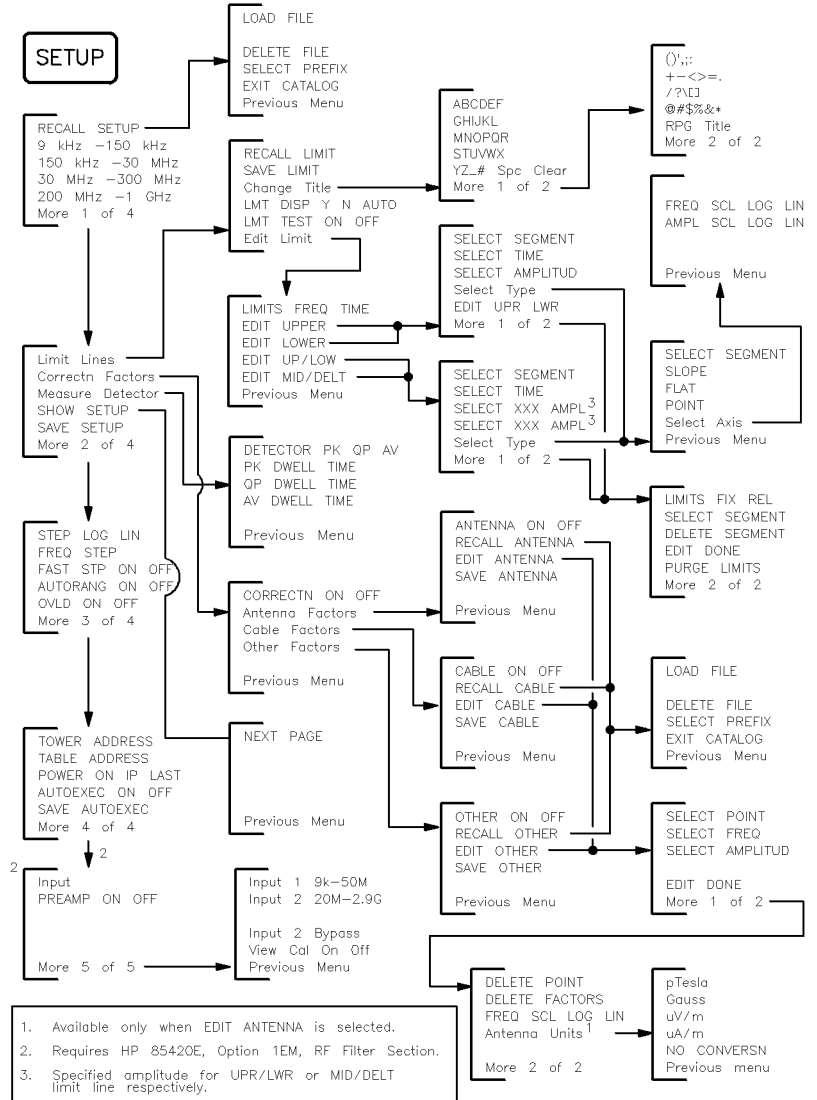 SETUP
RECALL SETUP
9 kHz –150 kHz
150 kHz –30 MHz
30 MHz –300 MHz
200 MHz –1 GHz
More 1 of 4
LOAD FILE
DELETE FILE
SELECT PREFIX
EXIT CATALOG
Previous Menu
RECALL LIMIT
SAVE LIMIT
Change Title
LMT DISP Y N AUTO
LMT TEST ON OFF
Edit Limit
ABCDEF
GHIJKL
MNOPQR
STUVWX
YZ_# Spc Clear
More 1 of 2
()',;:
+–<>=.
/?\[]
@#$%&*
RPG Title
More 2 of 2
FREQ SCL LOG LIN
AMPL SCL LOG LIN
Previous Menu
LIMITS FREQ TIME
EDIT UPPER
EDIT LOWER
EDIT UP/LOW
EDIT MID/DELT
Previous Menu
SELECT SEGMENT
SELECT TIME
SELECT AMPLITUD
Select Type
EDIT UPR LWR
More 1 of 2
SELECT SEGMENT
SELECT TIME
SELECT XXX AMPL3
SELECT XXX AMPL3
Select Type
More 1 of 2
SELECT SEGMENT
SLOPE
FLAT
POINT
Select Axis
Previous Menu
LIMITS FIX REL
SELECT SEGMENT
DELETE SEGMENT
EDIT DONE
PURGE LIMITS
More 2 of 2
Limit Lines
Correctn Factors
Measure Detector
SHOW SETUP
SAVE SETUP
More 2 of 4
DETECTOR PK QP AV
PK DWELL TIME
QP DWELL TIME
AV DWELL TIME
Previous Menu
STEP LOG LIN
FREQ STEP
FAST STP ON OFF
AUTORANG ON OFF
OVLD ON OFF
More 3 of 4
CORRECTN ON OFF
Antenna Factors
Cable Factors
Other Factors
Previous Menu
ANTENNA ON OFF
RECALL ANTENNA
EDIT ANTENNA
SAVE ANTENNA
Previous Menu
CABLE ON OFF
RECALL CABLE
EDIT CABLE
SAVE CABLE
Previous Menu
LOAD FILE
DELETE FILE
SELECT PREFIX
EXIT CATALOG
Previous Menu
TOWER ADDRESS
TABLE ADDRESS
POWER ON IP LAST
AUTOEXEC ON OFF
SAVE AUTOEXEC
More 4 of 4
2
NEXT PAGE
Previous Menu
OTHER ON OFF
RECALL OTHER
EDIT OTHER
SAVE OTHER
Previous Menu
SELECT POINT
SELECT FREQ
SELECT AMPLITUD
EDIT DONE
More 1 of 2
2
Input
PREAMP ON OFF
More 5 of 5
Input 1 9k–50M
Input 2 20M–2.9G
Input 2 Bypass
View Cal On Off
Previous Menu
DELETE POINT
DELETE FACTORS
FREQ SCL LOG LIN
Antenna Units1
More 2 of 2
pTesla
Gauss
uV/m
uA/m
NO CONVERSN
Previous menu
1. Available only when EDIT ANTENNA is selected.
2. Requires HP 85420E, Option 1EM, RF Filter Section.
3. Specified amplitude for UPR/LWR or MID/DELT
limit line respectively.